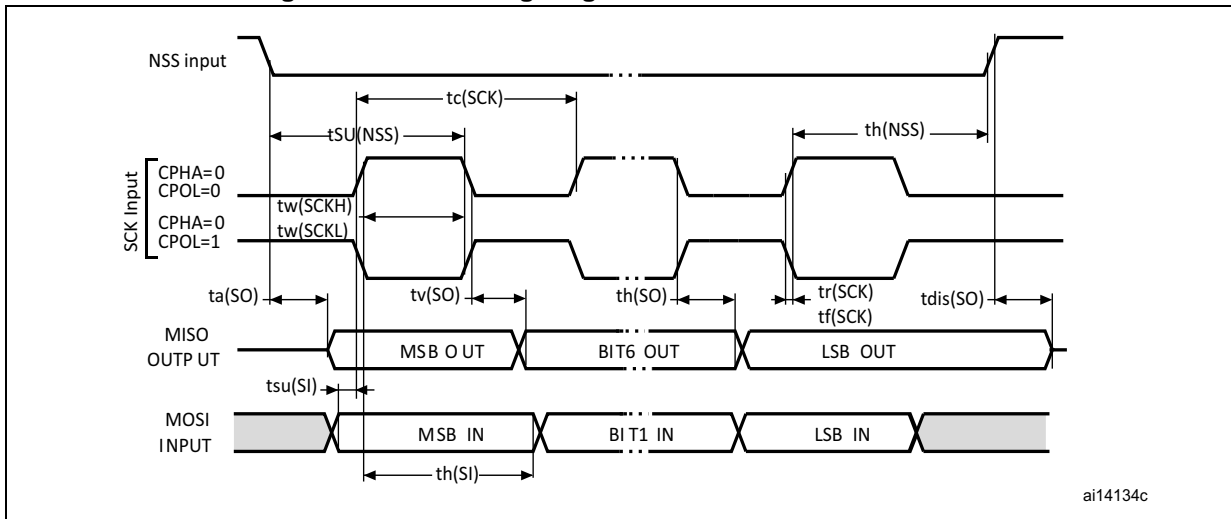 NSS input
tc(SCK)
tSU(NSS)
th(NSS)
SCK Input
CPHA=0
CPOL=0
tw(SCKH)
CPHA=0
tw(SCKL)
CPOL=1
ta(SO)
tv(SO)
th(SO)
tr(SCK)
tf(SCK)
tdis(SO)
MISO
OUTP UT
MSB O UT
BIT6 OUT
LSB OUT
tsu(SI)
MOSI
INPUT
MSB IN
BI T1 IN
LSB IN
th(SI)
ai14134c